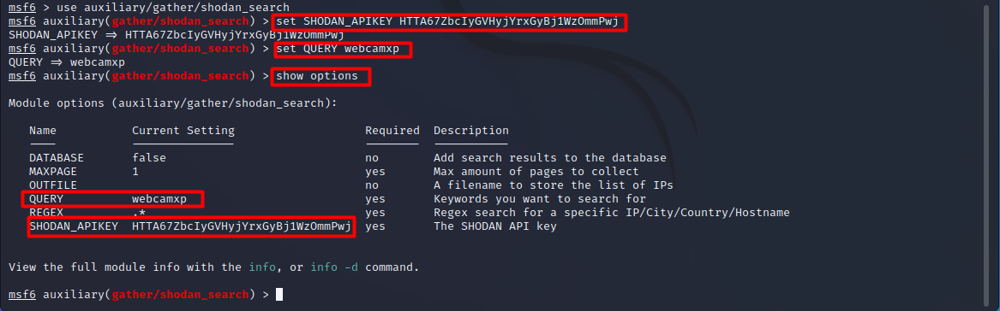 msf6 > use auxiliary/gather/shodan_search
msf6 auxiliary(gather/shodan_search) > set SHODAN_APIKEY HTTA67ZbcIyGVHyjYrxGyBj1WzOmmPwj
SHODAN_APIKEY => HTTA67ZbcIyGVHyjYrxGyBj1WzOmmPwj
msf6 auxiliary(gather/shodan_search) > set QUERY webcamxp
QUERY => webcamxp
msf6 auxiliary(gather/shodan_search) > show options
Module options (auxiliary/gather/shodan_search):
Name Current Setting Required Description
---- --------------- -------- -----------
DATABASE false no Add search results to the database
MAXPAGE 1 yes Max amount of pages to collect
OUTFILE no A filename to store the list of IPs
QUERY webcamxp yes Keywords you want to search for
REGEX .* yes Regex search for a specific IP/City/Country/Hostname
SHODAN_APIKEY HTTA67ZbcIyGVHyjYrxGyBj1WzOmmPwj yes The SHODAN API key
View the full module info with the info, or info -d command.
msf6 auxiliary(gather/shodan_search) >